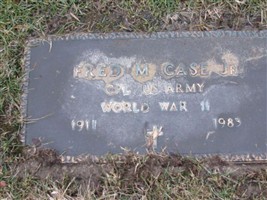 FRED M CASE JR
CPL US ARMY
WORLD WAR II
1911 1983